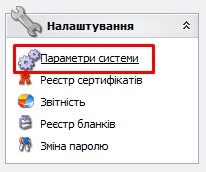 Налаштування
Параметри системи
Реєстр сертифікатів
Звітність
Реєстр бланків
Зміна паролю